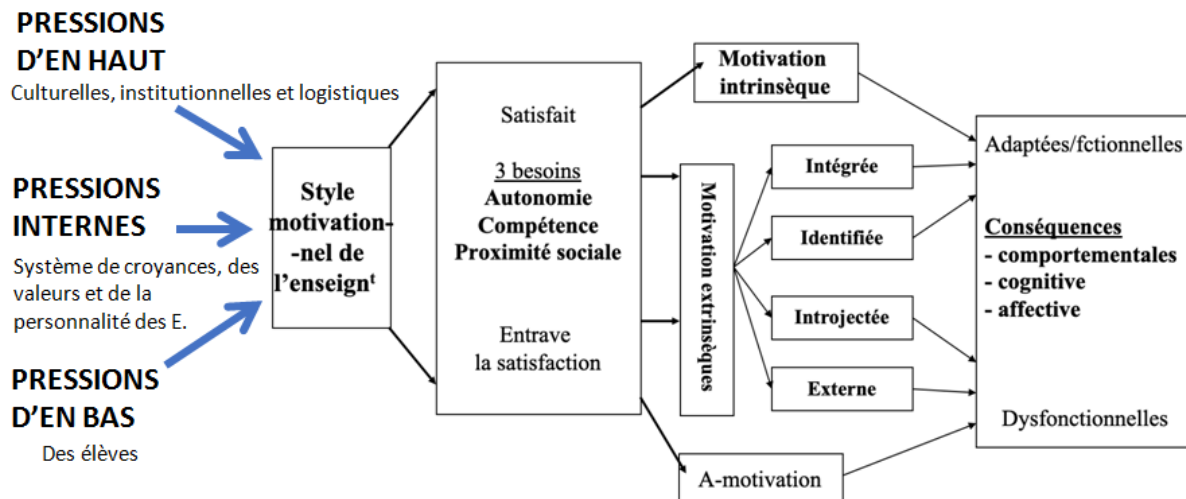 PRESSIONS
D'EN HAUT
Culturelles, institutionnelles et logistiques
PRESSIONS
INTERNES
Système de croyances, des
valeurs et de la
personnalité des E.
PRESSIONS
D'EN BAS
Des élèves
Style
motivation-
-nel de
l'enseignᵗ
Satisfait
3 besoins
Autonomie
Compétence
Proximité sociale
Entrave
la satisfaction
Motivation
intrinsèque
Motivation extrinsèques
Intégrée
Identifiée
Introjectée
Externe
A-motivation
Adaptées/fctionnelles
Conséquences
- comportementales
- cognitive
- affective
Dysfonctionnelles